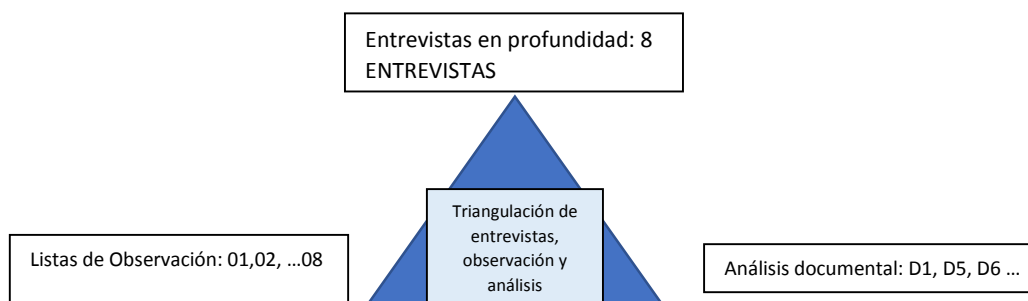 Entrevistas en profundidad: 8
ENTREVISTAS
Triangulación de
entrevistas,
observación y
análisis
Listas de Observación: 01,02, ...08
Análisis documental: D1, D5, D6 ...